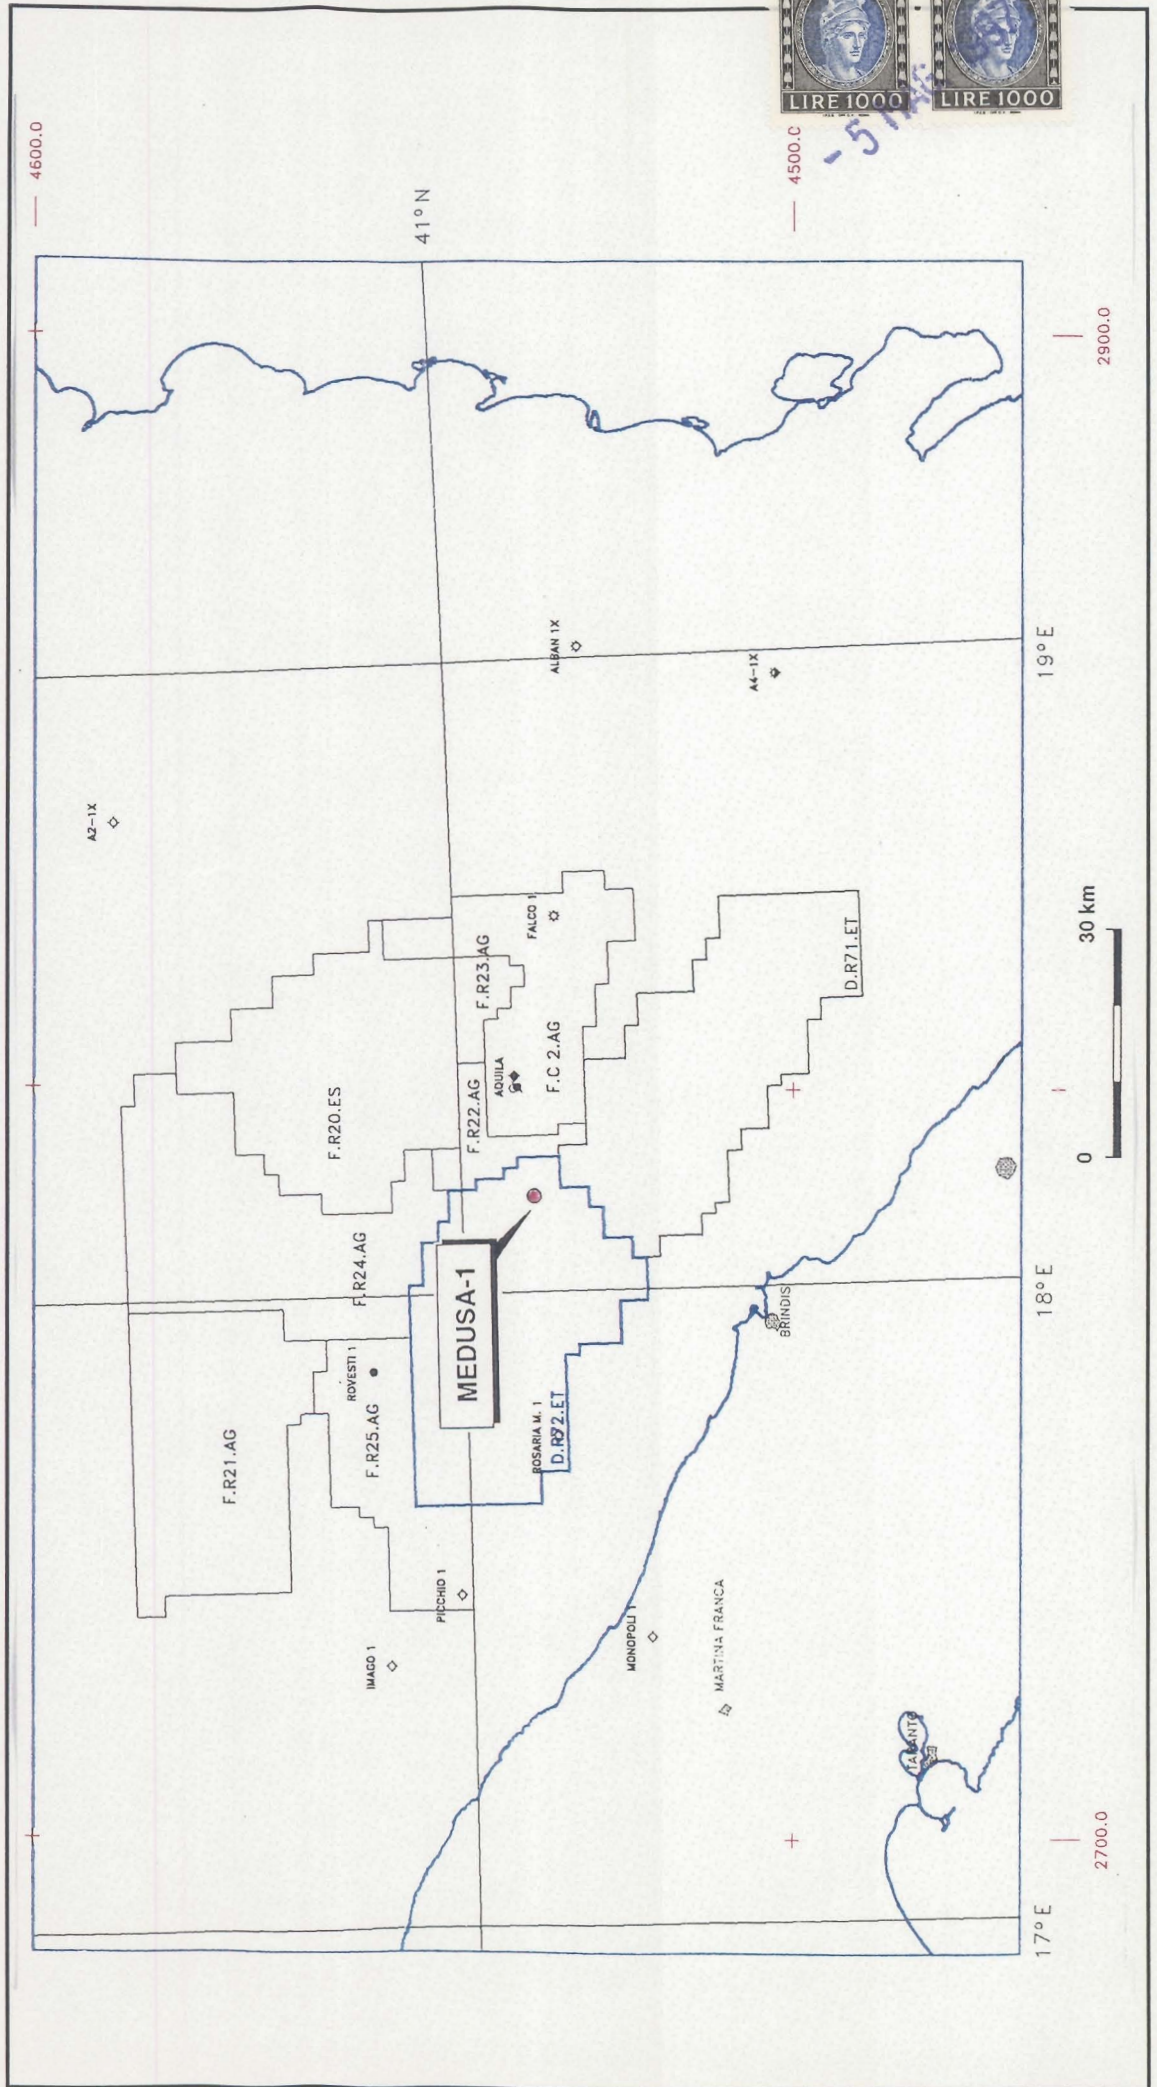 LIRE 1000
LIRE 1000
- 5 MAG
4600.0
4500.0
41°N
2900.0
2700.0
19°E
18°E
17°E
A2-1X
ALBAN 1X
A4-1X
F.R20.ES
F.R23.AG
FALCO 1
F.R22.AG
AQUILA
F.C 2.AG
D.R71.ET
F.R24.AG
F.R21.AG
ROVESTI 1
F.R25.AG
MEDUSA-1
ROSARIA M. 1
D.R72.ET
BRINDISI
PICCHIO 1
IMAGO 1
MONOPOLI 1
MARTINA FRANCA
TARANTO
0
30 km